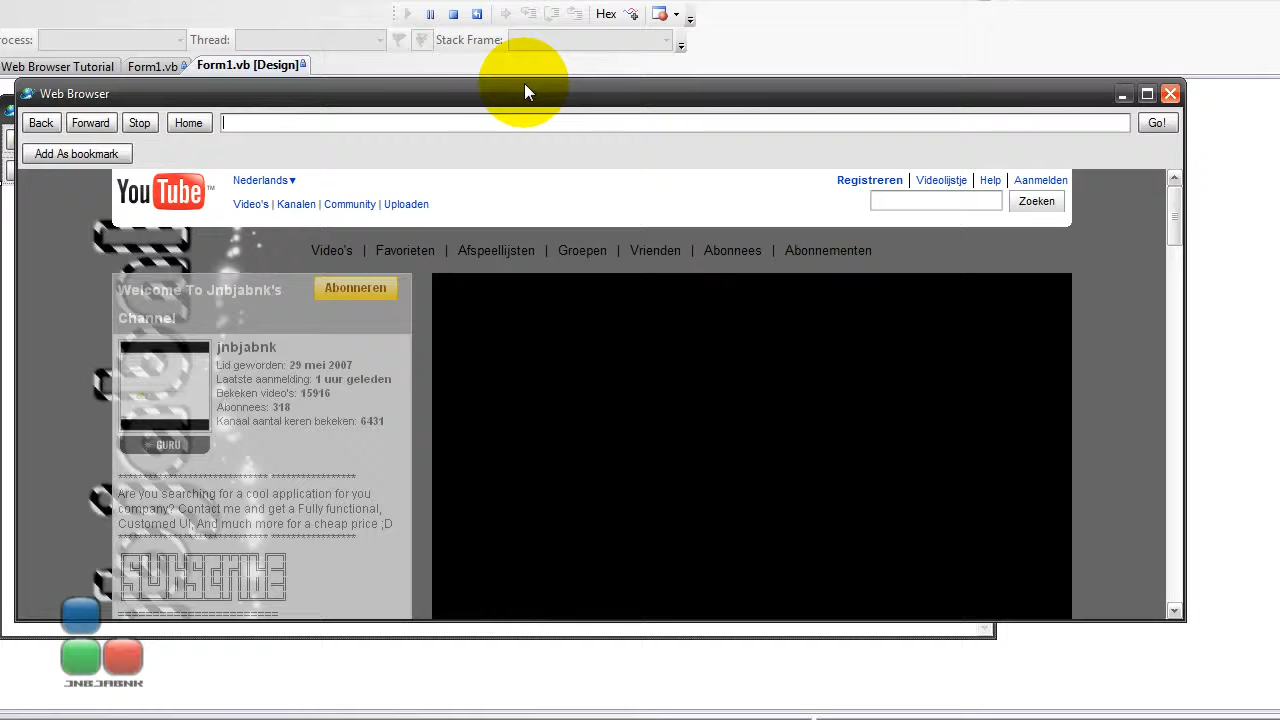 Hex
rocess:
Thread:
Stack Frame:
Web Browser Tutorial
Form1.vb
Form1.vb [Design]
Web Browser
Back
Forward
Stop
Home
Go!
Add As bookmark
YouTube™
Nederlands▼
Registreren | Videolijstje | Help | Aanmelden
Video's | Kanalen | Community | Uploaden
Zoeken
Video's | Favorieten | Afspeellijsten | Groepen | Vrienden | Abonnees | Abonnementen
Welcome To Jnbjabnk's
Channel
Abonneren
jnbjabnk
Lid geworden: 29 mei 2007
Laatste aanmelding: 1 uur geleden
Bekeken video's: 15916
Abonnees: 318
Kanaal aantal keren bekeken: 6431
GURU
Are you searching for a cool application for you
company? Contact me and get a Fully functional,
Customed UI, And much more for a cheap price ;D
JNBJABNK